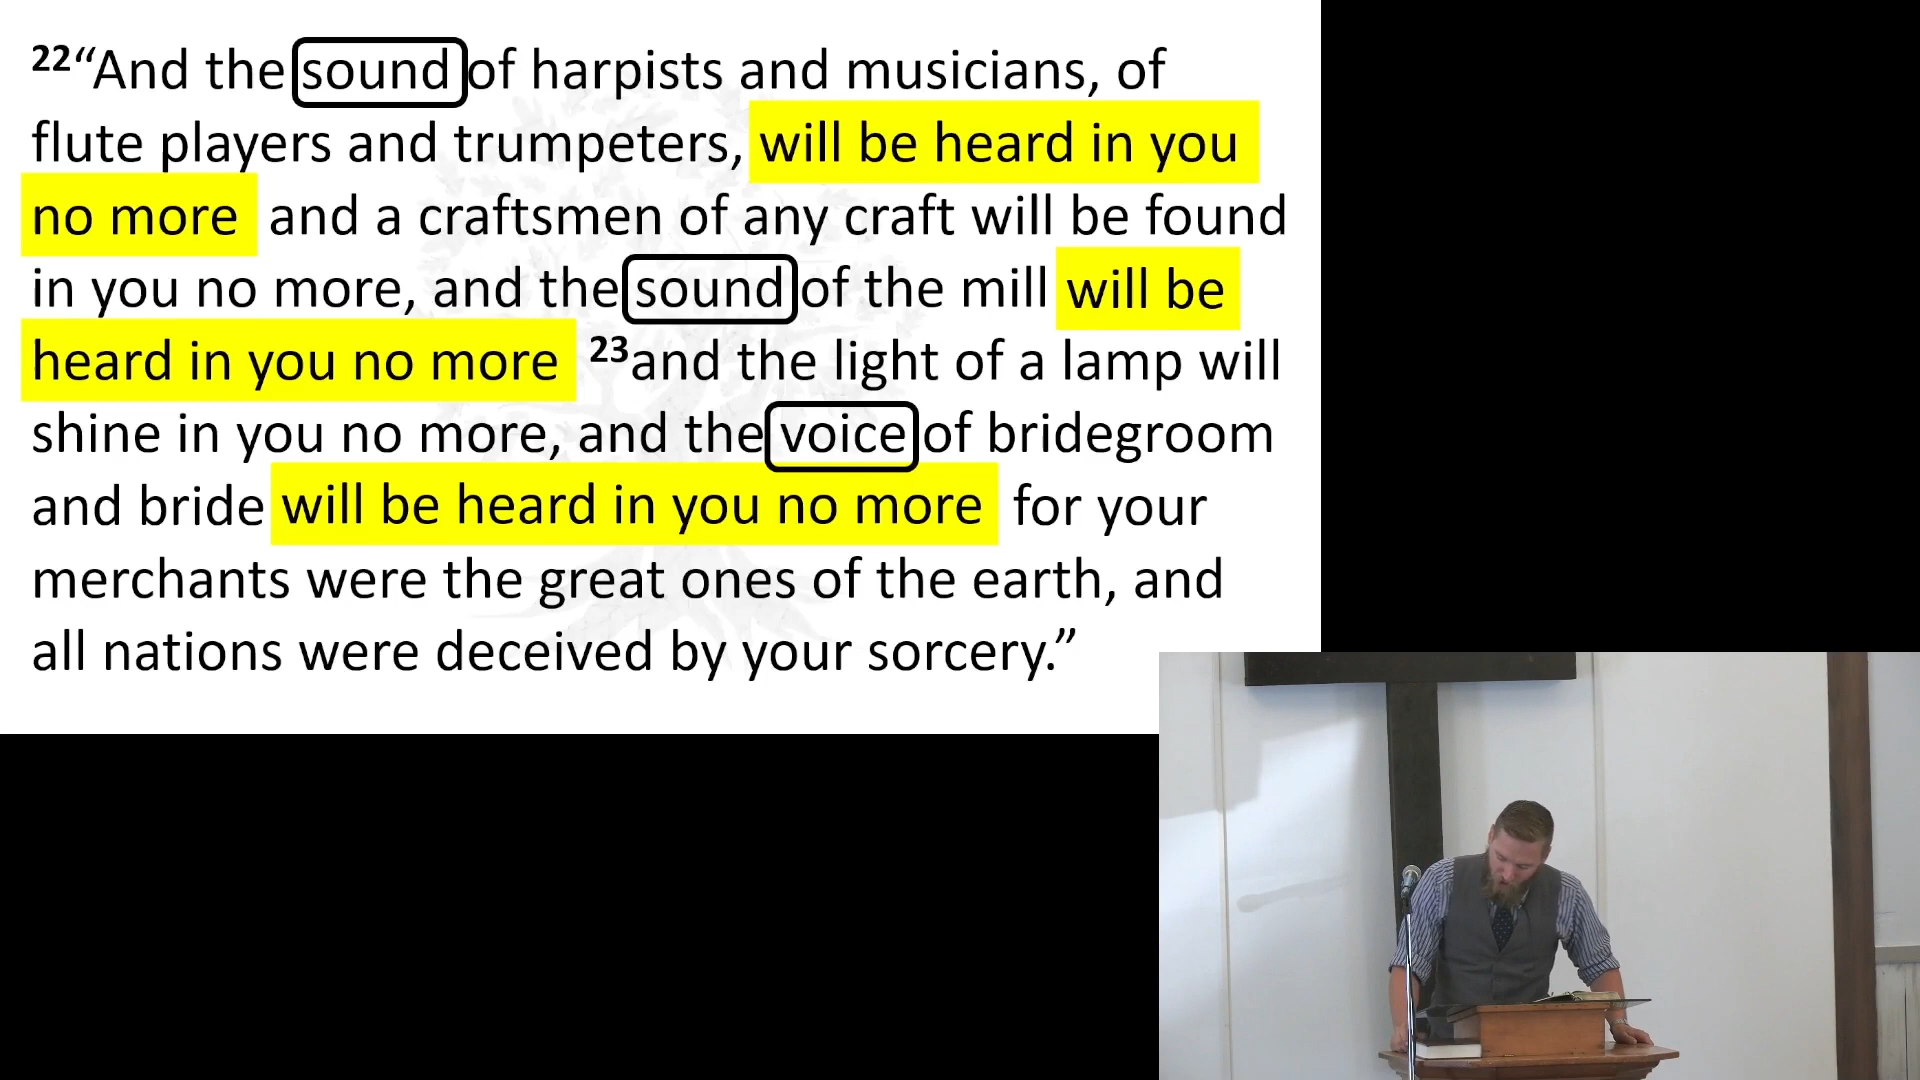 22“And the sound of harpists and musicians, of
flute players and trumpeters, will be heard in you
no more and a craftsmen of any craft will be found
in you no more, and the sound of the mill will be
heard in you no more 23and the light of a lamp will
shine in you no more, and the voice of bridegroom
and bride will be heard in you no more for your
merchants were the great ones of the earth, and
all nations were deceived by your sorcery.”